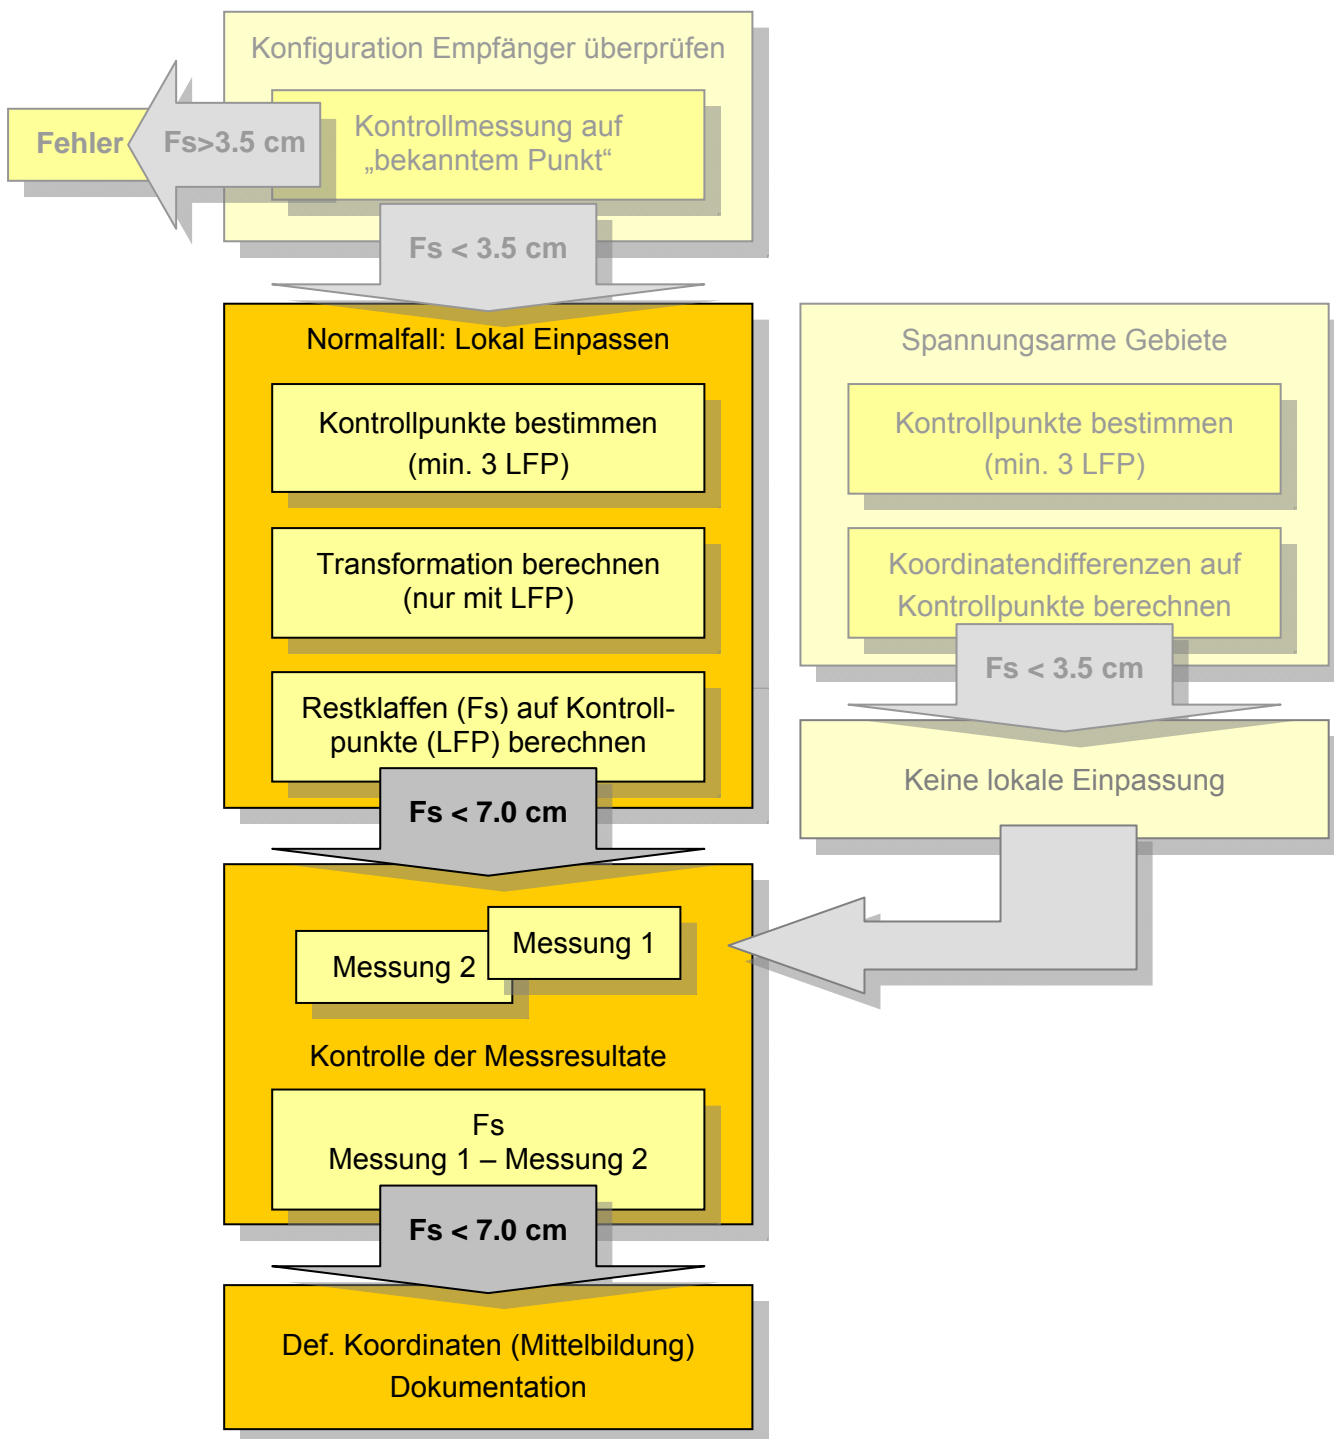 Konfiguration Empfänger überprüfen
Kontrollmessung auf
„bekanntem Punkt“
Fehler
Fs>3.5 cm
Fs < 3.5 cm
Normalfall: Lokal Einpassen
Kontrollpunkte bestimmen
(min. 3 LFP)
Transformation berechnen
(nur mit LFP)
Restklaffen (Fs) auf Kontroll-
punkte (LFP) berechnen
Fs < 7.0 cm
Spannungsarme Gebiete
Kontrollpunkte bestimmen
(min. 3 LFP)
Koordinatendifferenzen auf
Kontrollpunkte berechnen
Fs < 3.5 cm
Keine lokale Einpassung
Messung 1
Messung 2
Kontrolle der Messresultate
Fs
Messung 1 – Messung 2
Fs < 7.0 cm
Def. Koordinaten (Mittelbildung)
Dokumentation